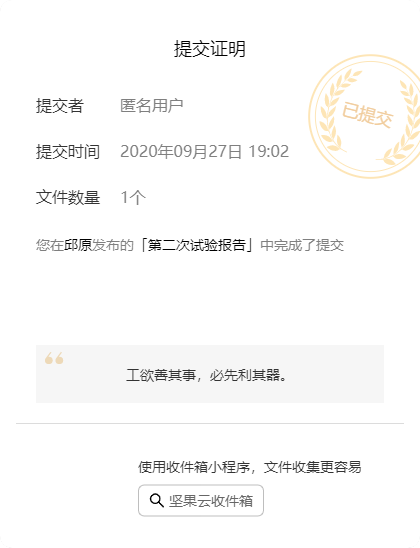 提交证明
已提交
提交者 匿名用户
提交时间 2020年09月27日 19:02
文件数量 1个
您在邱原发布的「第二次试验报告」中完成了提交
工欲善其事，必先利其器。
使用收件箱小程序，文件收集更容易
坚果云收件箱